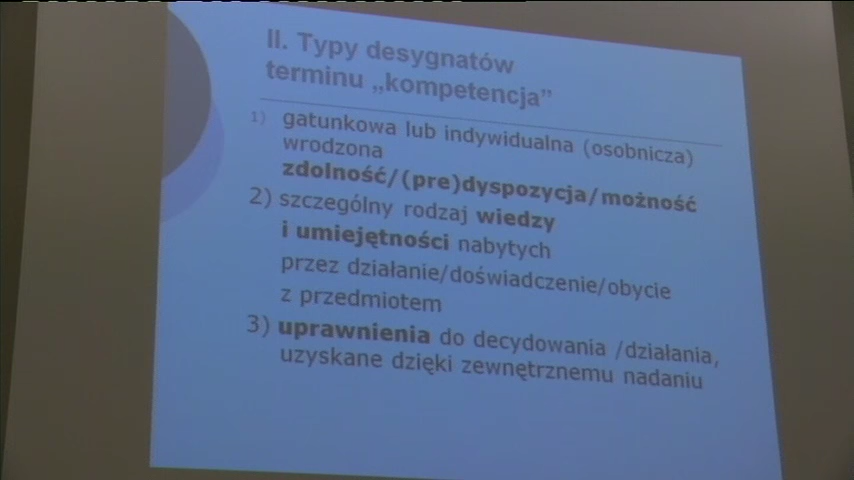 II. Typy desygnatów
terminu „kompetencja”
1) gatunkowa lub indywidualna (osobnicza)
wrodzona
zdolność/(pre)dyspozycja/możność
2) szczególny rodzaj wiedzy
i umiejętności nabytych
przez działanie/doświadczenie/obycie
z przedmiotem
3) uprawnienia do decydowania /działania,
uzyskane dzięki zewnętrznemu nadaniu